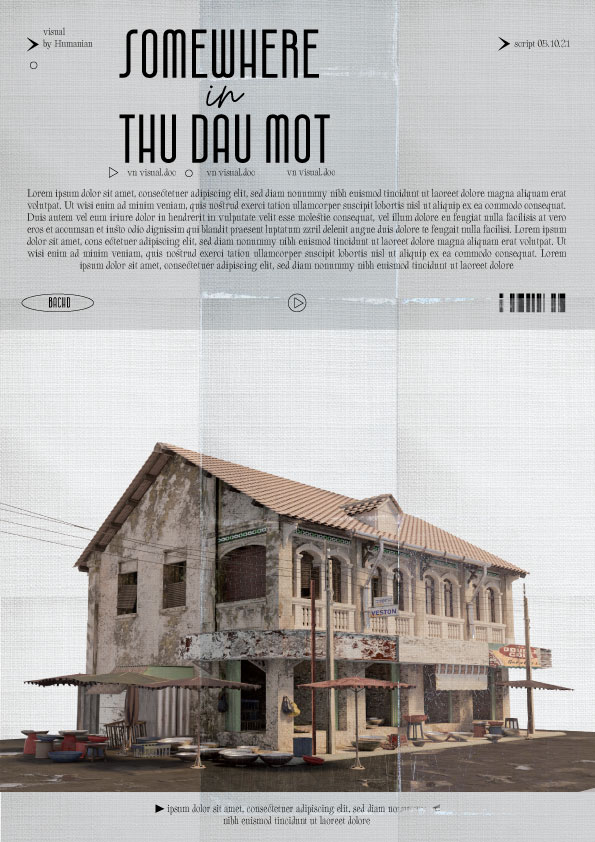 visual
by Humanian
script 05.10.21
SOMEWHERE
in
THU DAU MOT
vn visual.doc vn visual.doc vn visual.doc
Lorem ipsum dolor sit amet, consectetuer adipiscing elit, sed diam nonummy nibh euismod tincidunt ut laoreet dolore magna aliquam erat
volutpat. Ut wisi enim ad minim veniam, quis nostrud exerci tation ullamcorper suscipit lobortis nisl ut aliquip ex ea commodo consequat.
Duis autem vel eum iriure dolor in hendrerit in vulputate velit esse molestie consequat, vel illum dolore eu feugiat nulla facilisis at vero
eros et accumsan et iusto odio dignissim qui blandit praesent luptatum zzril delenit augue duis dolore te feugait nulla facilisi. Lorem ipsum
dolor sit amet, cons ectetuer adipiscing elit, sed diam nonummy nibh euismod tincidunt ut laoreet dolore magna aliquam erat volutpat. Ut
wisi enim ad minim veniam, quis nostrud exerci tation ullamcorper suscipit lobortis nisl ut aliquip ex ea commodo consequat. Lorem
ipsum dolor sit amet, consectetuer adipiscing elit, sed diam nonummy nibh euismod tincidunt ut laoreet dolore
VESTON
ipsum dolor sit amet, consectetuer adipiscing elit, sed diam
nibh euismod tincidunt ut laoreet dolore